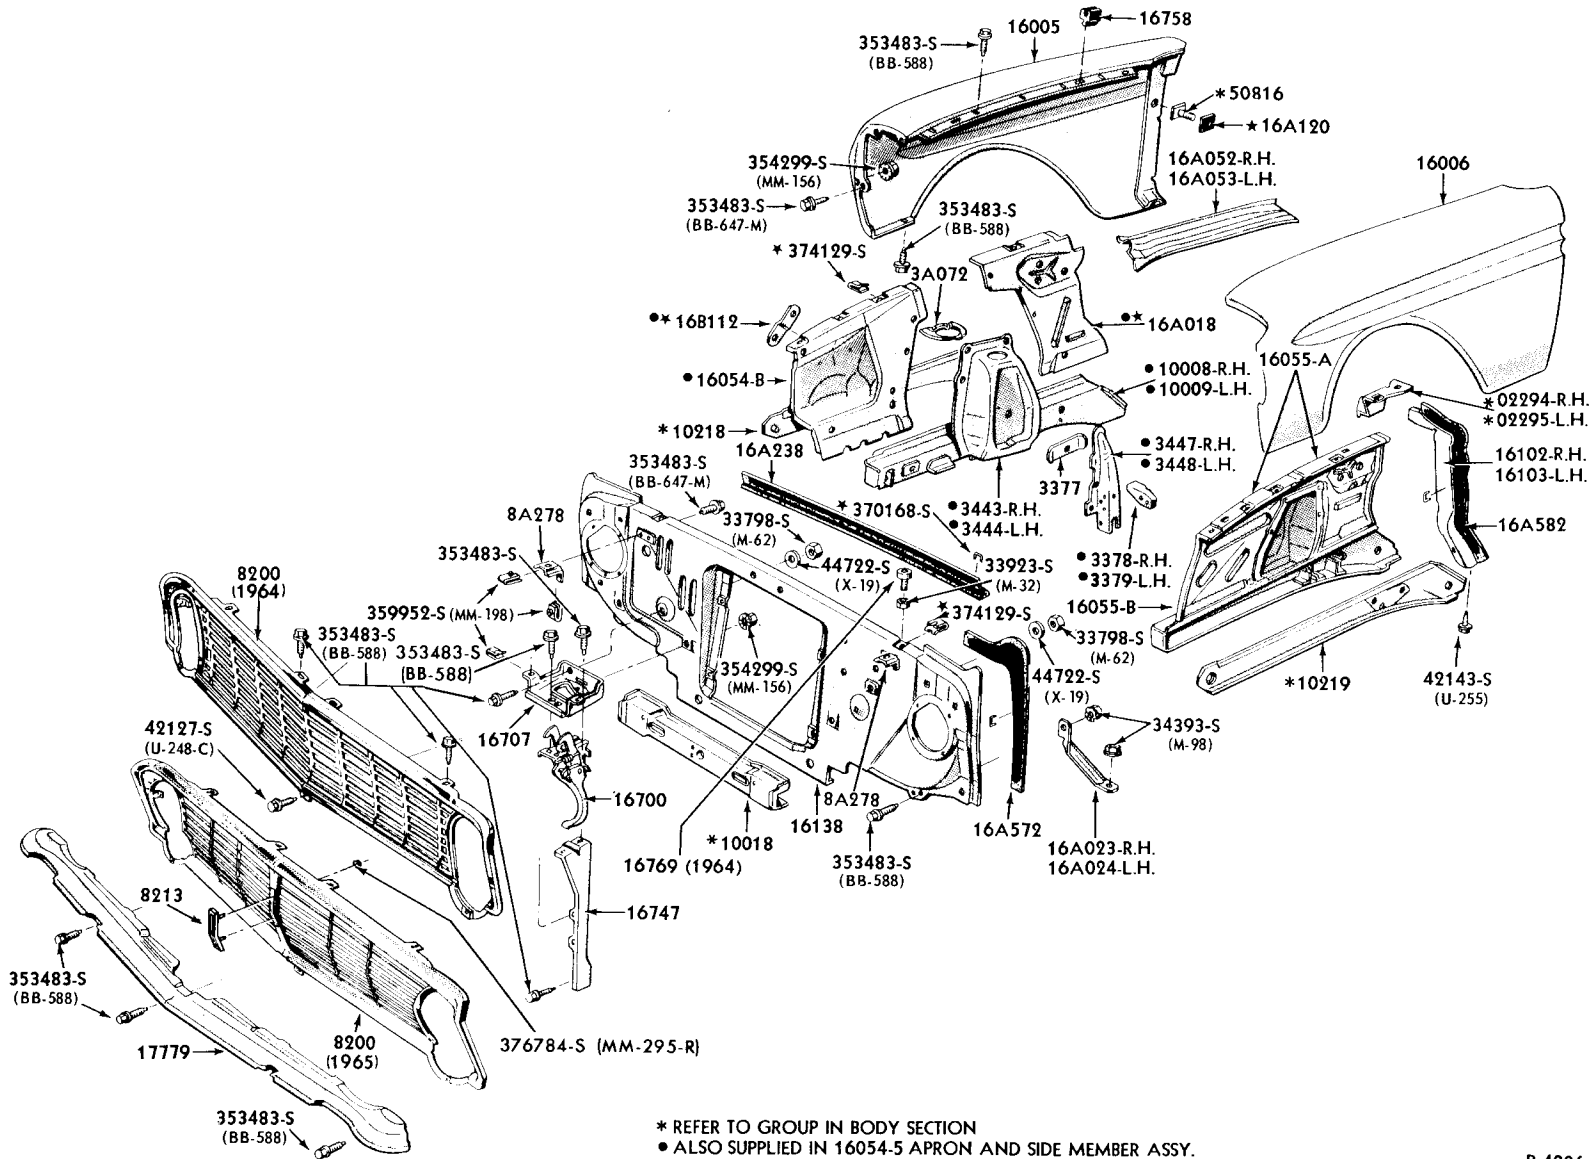 16005
16758
353483-S
(BB-588)
*50816
★16A120
354299-S
(MM-156)
16A052-R.H.
16A053-L.H.
16006
353483-S
(BB-647-M)
353483-S
(BB-588)
★374129-S
3A072
●★16B112
●★
16A018
●16054-B
●10008-R.H.
●10009-L.H.
16055-A
*02294-R.H.
*02295-L.H.
*10218
16A238
●3447-R.H.
●3448-L.H.
3377
16102-R.H.
16103-L.H.
353483-S
(BB-647-M)
★370168-S
●3443-R.H.
●3444-L.H.
8A278
33798-S
(M-62)
16A582
353483-S
44722-S
(X-19)
33923-S
(M-32)
●3378-R.H.
●3379-L.H.
8200
(1964)
359952-S (MM-198)
★374129-S
16055-B
353483-S
(BB-588)
353483-S
(BB-588)
354299-S
(MM-156)
33798-S
(M-62)
44722-S
(X-19)
*10219
42143-S
(U-255)
42127-S
(U-248-C)
16707
34393-S
(M-98)
16700
8A278
16138
*10018
16A572
16769 (1964)
353483-S
(BB-588)
16A023-R.H.
16A024-L.H.
8213
16747
353483-S
(BB-588)
17779
8200
(1965)
376784-S (MM-295-R)
353483-S
(BB-588)
* REFER TO GROUP IN BODY SECTION
● ALSO SUPPLIED IN 16054-5 APRON AND SIDE MEMBER ASSY.